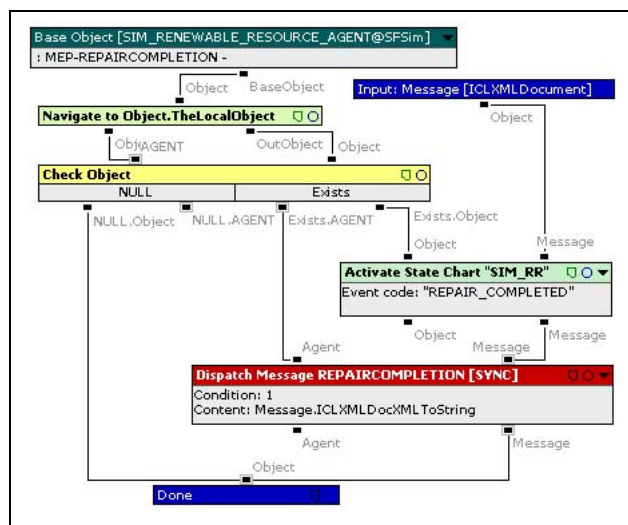 Base Object [SIM_RENEWABLE_RESOURCE_AGENT@SFSim]
: MEP-REPAIRCOMPLETION -
Object BaseObject
Input: Message [ICLXMLDocument]
Object
Navigate to Object.TheLocalObject
Obj AGENT OutObject Object
Check Object
NULL Exists
NULL.Object NULL.AGENT Exists.AGENT Exists.Object
Object Message
Activate State Chart "SIM_RR"
Event code: "REPAIR_COMPLETED"
Object Message
Agent Message
Dispatch Message REPAIRCOMPLETION [SYNC]
Condition: 1
Content: Message.ICLXMLDocXMLToString
Agent Message
Object
Done